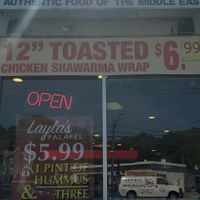 AUTHENTIC FOOD OF THE MIDDLE EAS
12" TOASTED $6.99
CHICKEN SHAWARMA WRAP
OPEN
Layla's
FALAFEL
$5.99
1 PINT OF
HUMMUS
& THREE